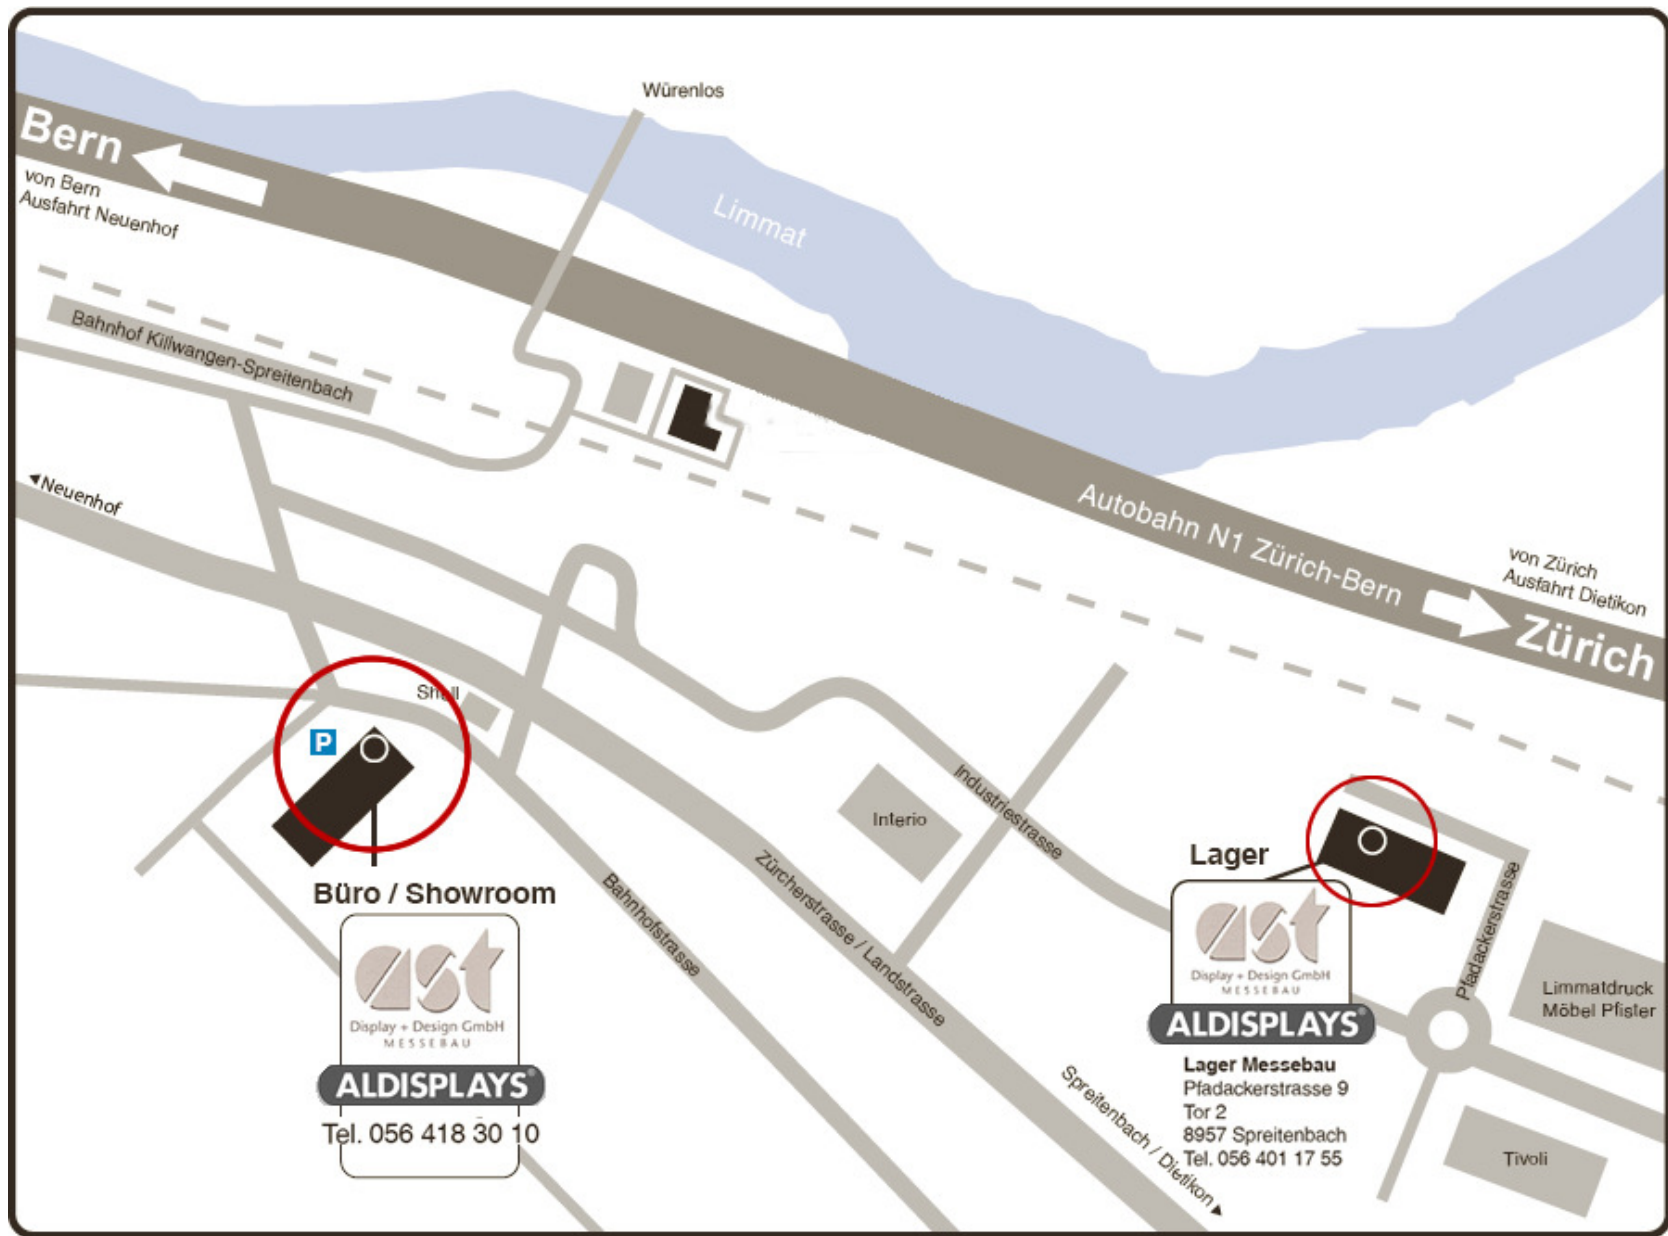 Würenlos
Bern
von Bern
Ausfahrt Neuenhof
Limmat
Bahnhof Killwangen-Spreitenbach
Neuenhof
Autobahn N1 Zürich-Bern
von Zürich
Ausfahrt Dietikon
Zürich
Shell
P
Interio
Industriestrasse
Zürcherstrasse / Landstrasse
Bahnhofstrasse
Pfadackerstrasse
Lager
Büro / Showroom
ast
Display + Design GmbH
MESSEBAU
ALDISPLAYS®
Tel. 056 418 30 10
ast
Display + Design GmbH
MESSEBAU
ALDISPLAYS®
Lager Messebau
Pfadackerstrasse 9
Tor 2
8957 Spreitenbach
Tel. 056 401 17 55
Limmatdruck
Möbel Pfister
Spreitenbach / Dietikon
Tivoli